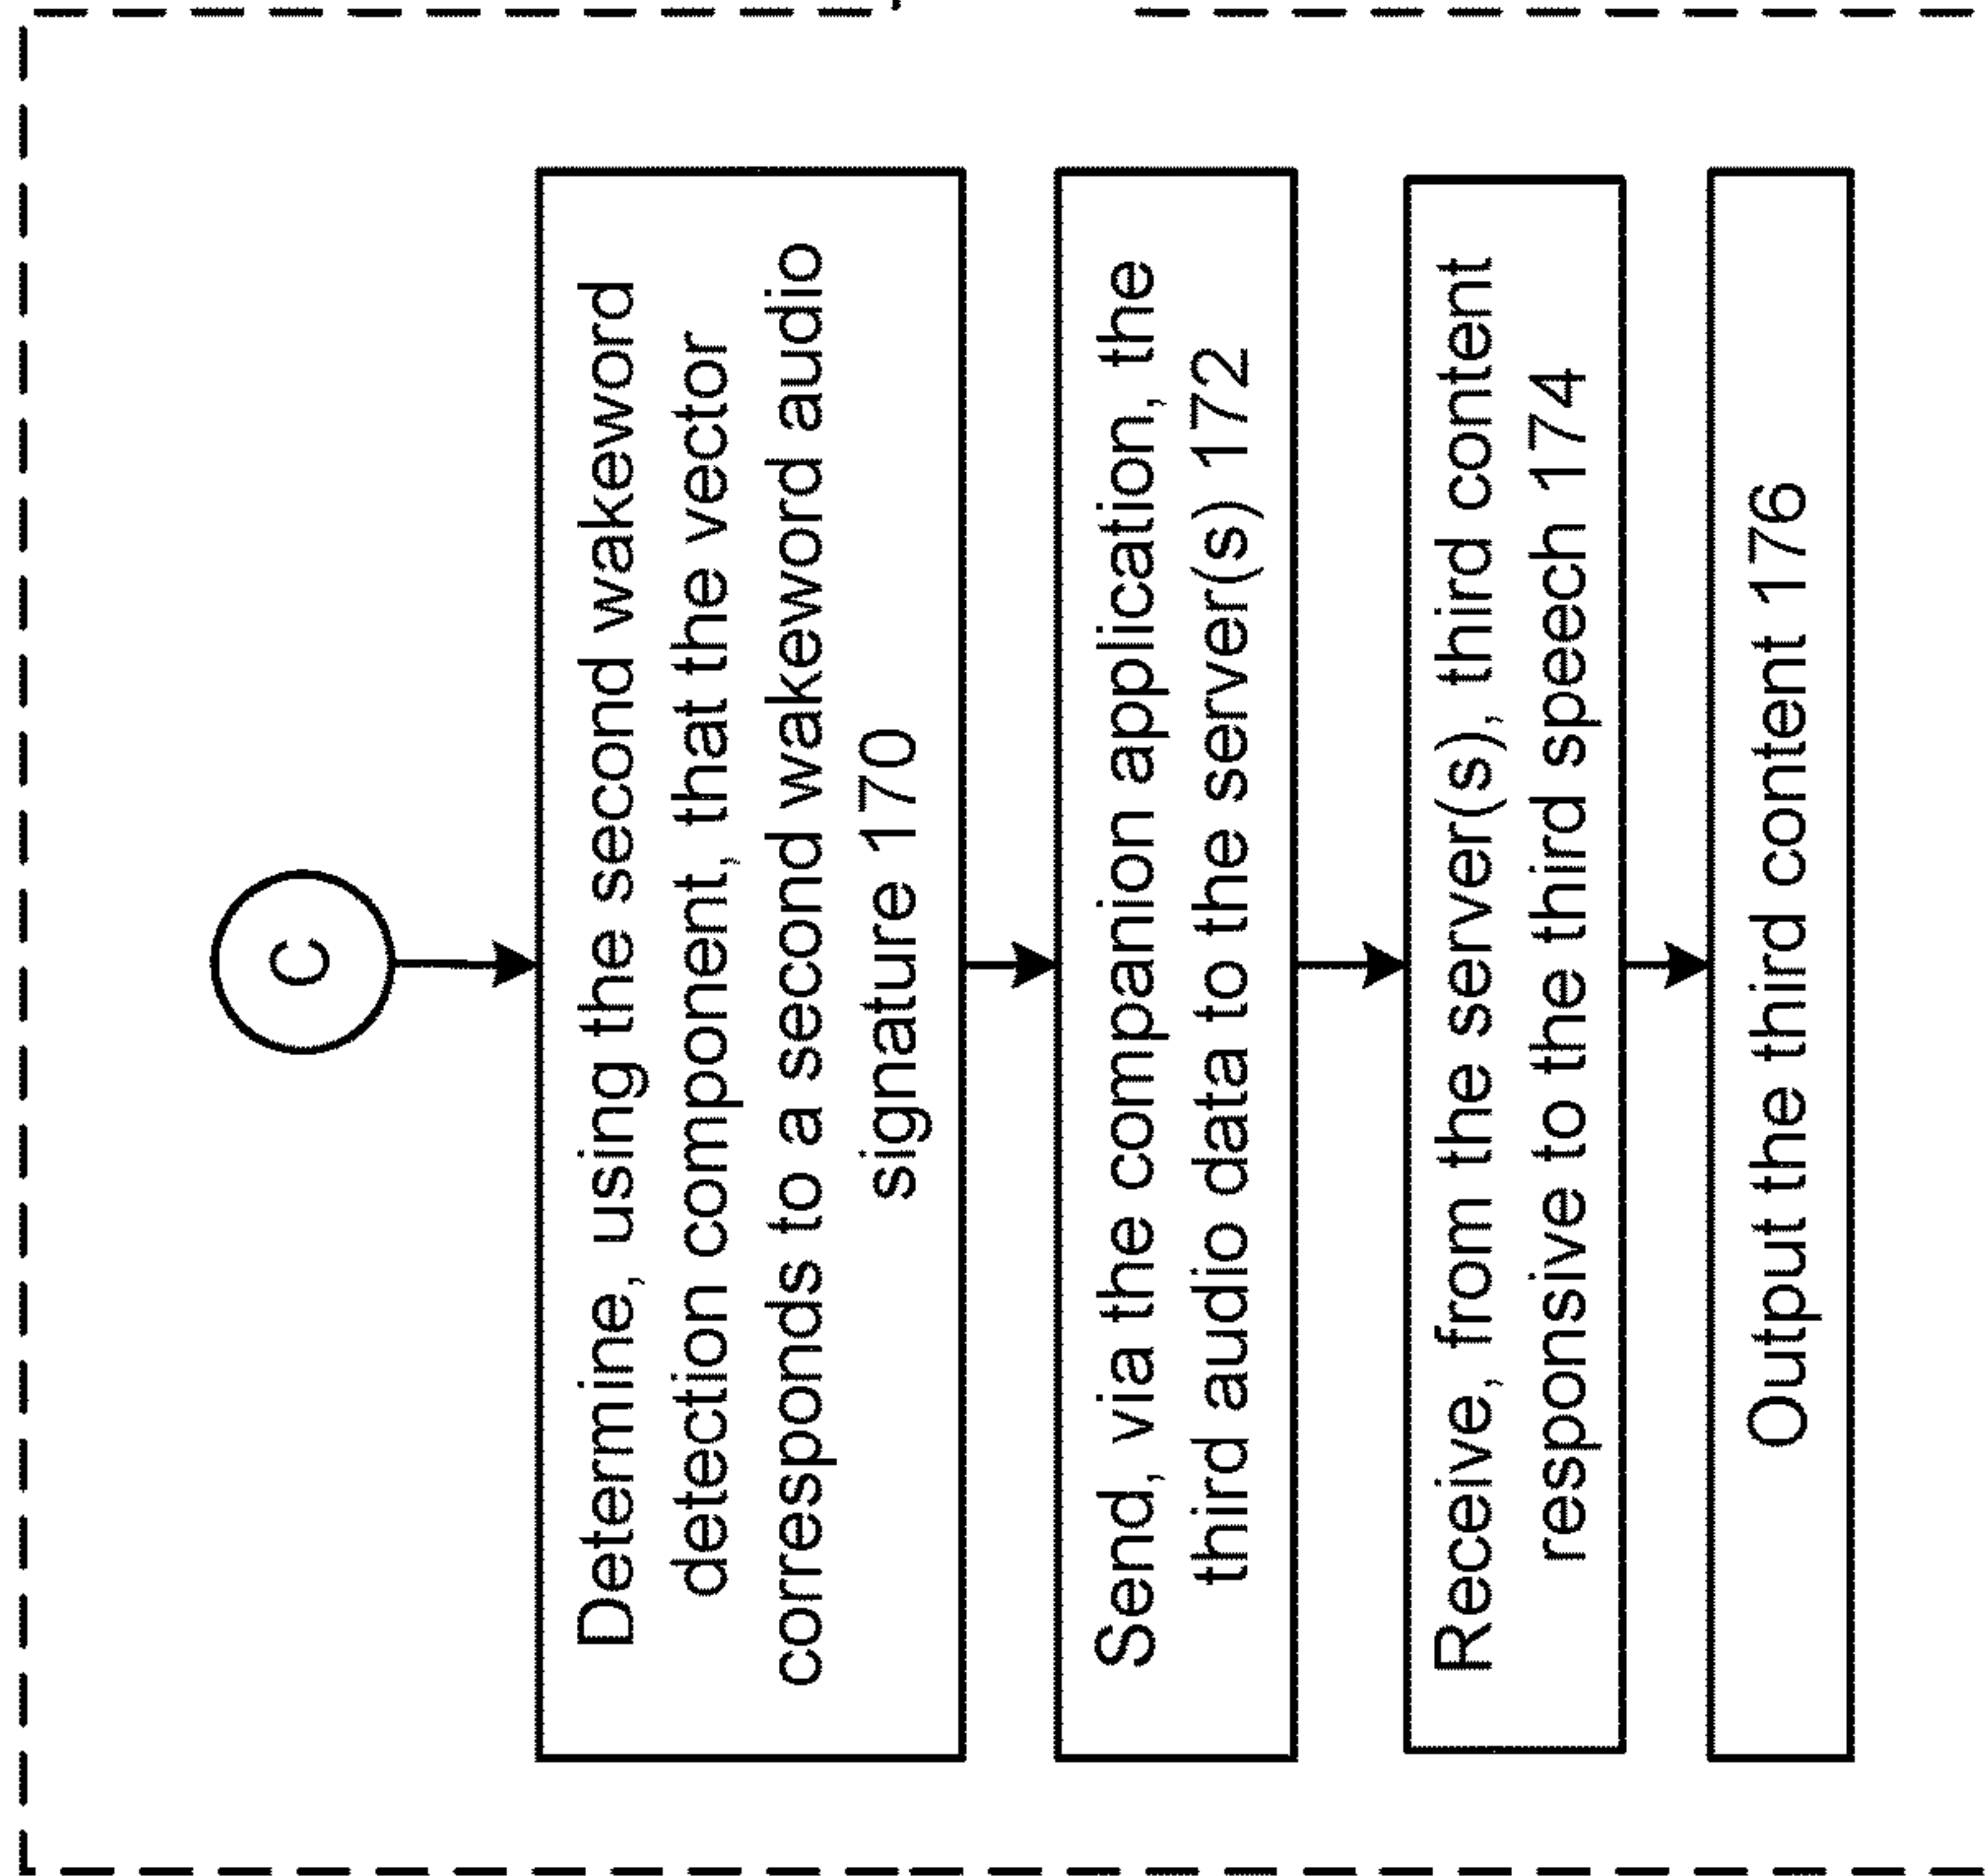 C
Determine, using the second wakeword
detection component, that the vector
corresponds to a second wakeword audio
signature 170
Send, via the companion application, the
third audio data to the server(s) 172
Receive, from the server(s), third content
responsive to the third speech 174
Output the third content 176